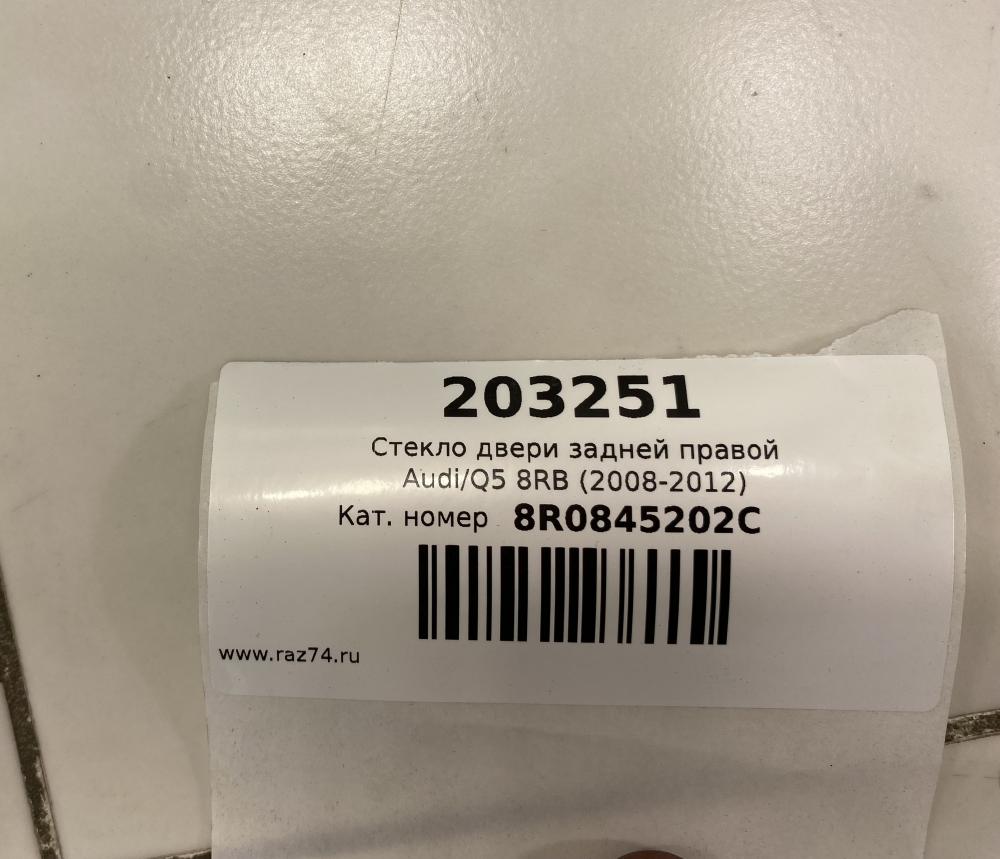 203251
Стекло двери задней правой
Audi/Q5 8RB (2008-2012)
Кат. номер 8R0845202C
www.raz74.ru